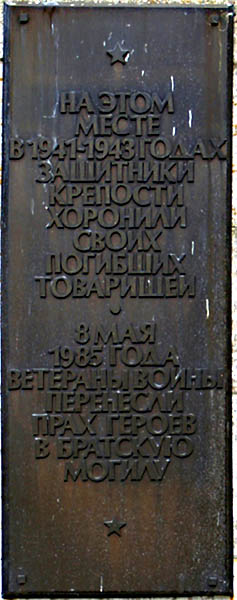 НА ЭТОМ
МЕСТЕ
В 1941-1943 ГОДАХ
ЗАЩИТНИКИ
КРЕПОСТИ
ХОРОНИЛИ
СВОИХ
ПОГИБШИХ
ТОВАРИЩЕЙ
8 МАЯ
1985 ГОДА
ВЕТЕРАНЫ ВОЙНЫ
ПЕРЕНЕСЛИ
ПРАХ ГЕРОЕВ
В БРАТСКУЮ
МОГИЛУ